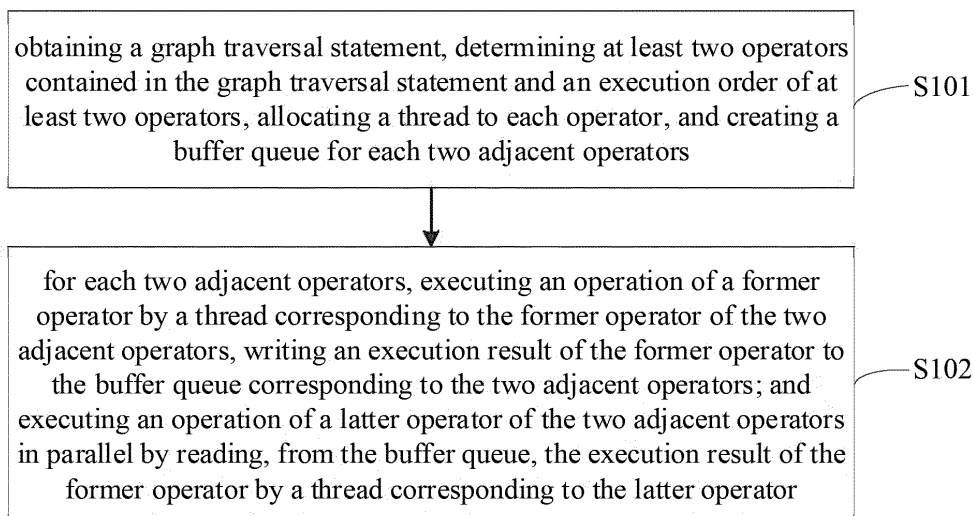 obtaining a graph traversal statement, determining at least two operators
contained in the graph traversal statement and an execution order of at
least two operators, allocating a thread to each operator, and creating a
buffer queue for each two adjacent operators
S101
for each two adjacent operators, executing an operation of a former
operator by a thread corresponding to the former operator of the two
adjacent operators, writing an execution result of the former operator to
the buffer queue corresponding to the two adjacent operators; and
executing an operation of a latter operator of the two adjacent operators
in parallel by reading, from the buffer queue, the execution result of the
former operator by a thread corresponding to the latter operator
S102